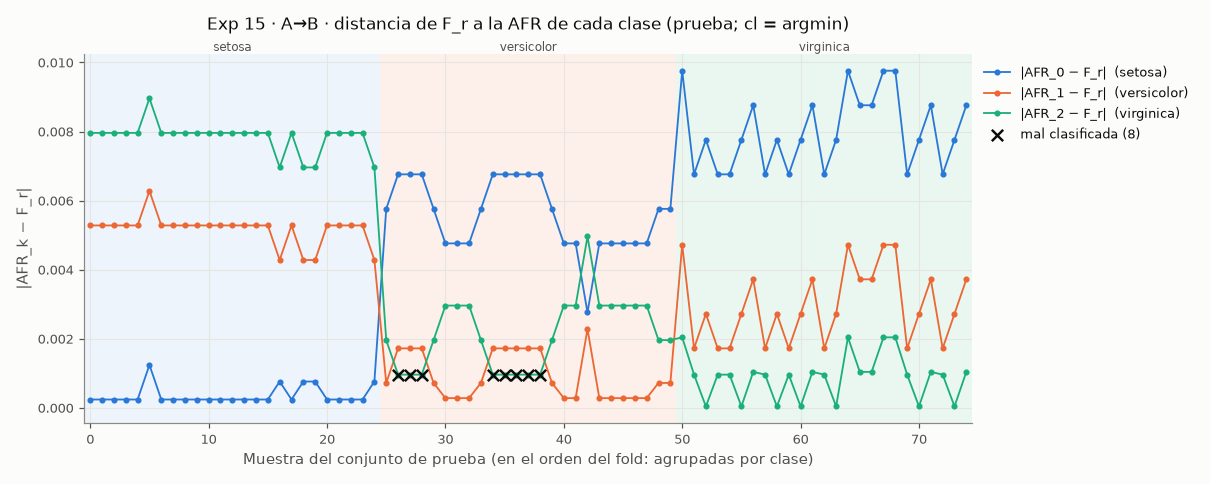 Exp 15 · A→B · distancia de F_r a la AFR de cada clase (prueba; cl = argmin)
setosa
versicolor
virginica
|AFR_0 − F_r| (setosa)
|AFR_1 − F_r| (versicolor)
|AFR_2 − F_r| (virginica)
mal clasificada (8)
|AFR_k − F_r|
0.010
0.008
0.006
0.004
0.002
0.000
0
10
20
30
40
50
60
70
Muestra del conjunto de prueba (en el orden del fold: agrupadas por clase)